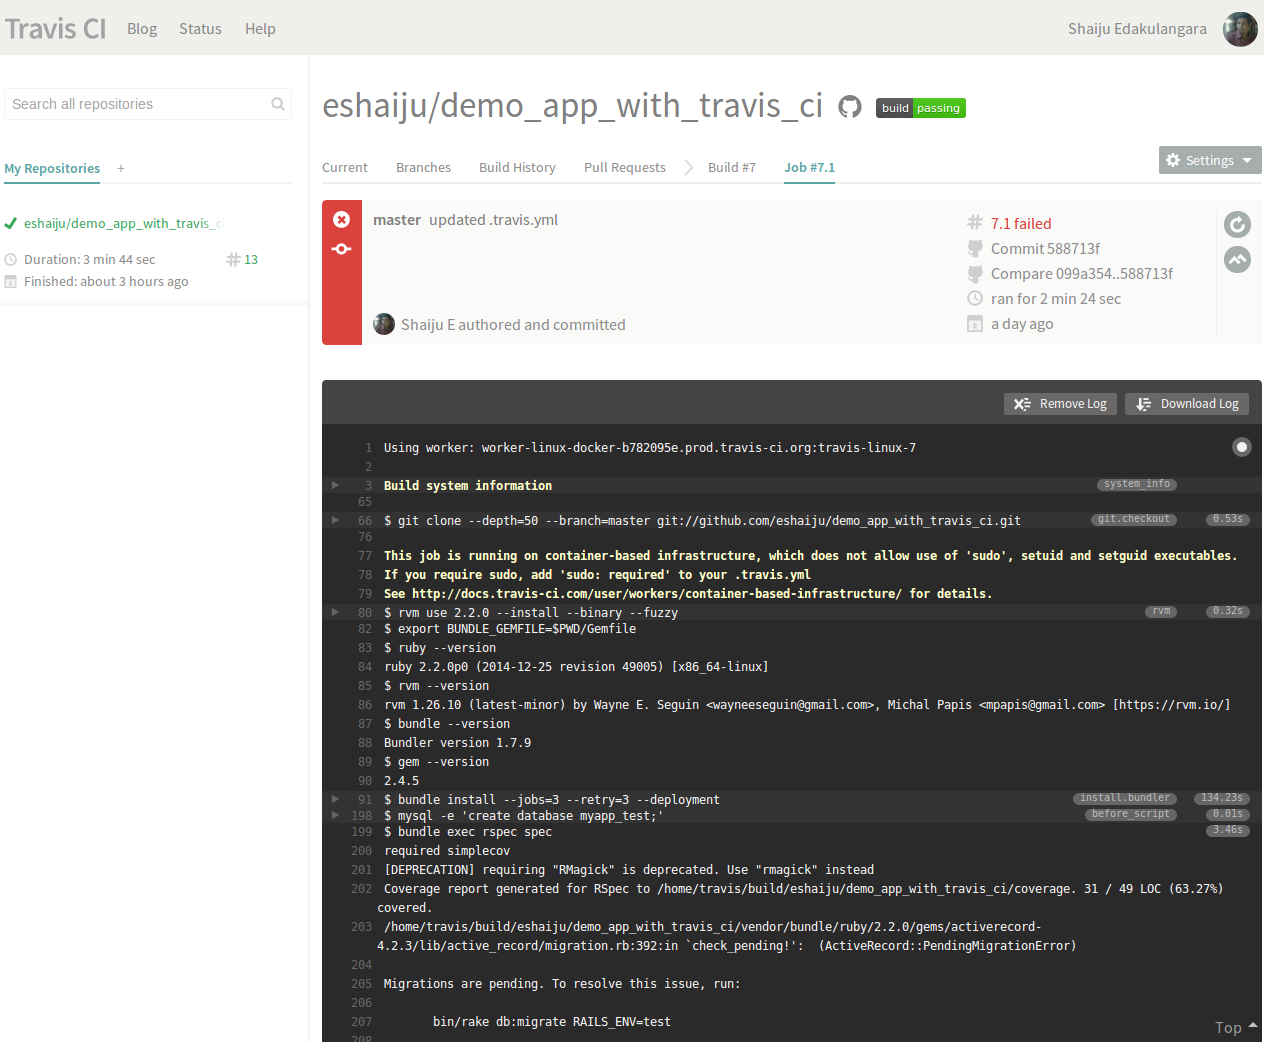 Travis CI Blog Status Help Shaiju Edakulangara
Search all repositories
My Repositories +
eshaiju/demo_app_with_travis_c
Duration: 3 min 44 sec # 13
Finished: about 3 hours ago
eshaiju/demo_app_with_travis_ci build passing
Current Branches Build History Pull Requests Build #7 Job #7.1 Settings
master updated .travis.yml
Shaiju E authored and committed
# 7.1 failed
Commit 588713f
Compare 099a354..588713f
ran for 2 min 24 sec
a day ago
Remove Log Download Log
1 Using worker: worker-linux-docker-b782095e.prod.travis-ci.org:travis-linux-7
2
3 Build system information system_info
65
66 $ git clone --depth=50 --branch=master git://github.com/eshaiju/demo_app_with_travis_ci.git git.checkout 0.53s
76
77 This job is running on container-based infrastructure, which does not allow use of 'sudo', setuid and setguid executables.
78 If you require sudo, add 'sudo: required' to your .travis.yml
79 See http://docs.travis-ci.com/user/workers/container-based-infrastructure/ for details.
80 $ rvm use 2.2.0 --install --binary --fuzzy rvm 0.32s
82 $ export BUNDLE_GEMFILE=$PWD/Gemfile
83 $ ruby --version
84 ruby 2.2.0p0 (2014-12-25 revision 49005) [x86_64-linux]
85 $ rvm --version
86 rvm 1.26.10 (latest-minor) by Wayne E. Seguin <wayneeseguin@gmail.com>, Michal Papis <mpapis@gmail.com> [https://rvm.io/]
87 $ bundle --version
88 Bundler version 1.7.9
89 $ gem --version
90 2.4.5
91 $ bundle install --jobs=3 --retry=3 --deployment install.bundler 134.23s
198 $ mysql -e 'create database myapp_test;' before_script 0.01s
199 $ bundle exec rspec spec 3.46s
200 required simplecov
201 [DEPRECATION] requiring "RMagick" is deprecated. Use "rmagick" instead
202 Coverage report generated for RSpec to /home/travis/build/eshaiju/demo_app_with_travis_ci/coverage. 31 / 49 LOC (63.27%)
covered.
203 /home/travis/build/eshaiju/demo_app_with_travis_ci/vendor/bundle/ruby/2.2.0/gems/activerecord-
4.2.3/lib/active_record/migration.rb:392:in `check_pending!': (ActiveRecord::PendingMigrationError)
204
205 Migrations are pending. To resolve this issue, run:
206
207 bin/rake db:migrate RAILS_ENV=test
208
Top